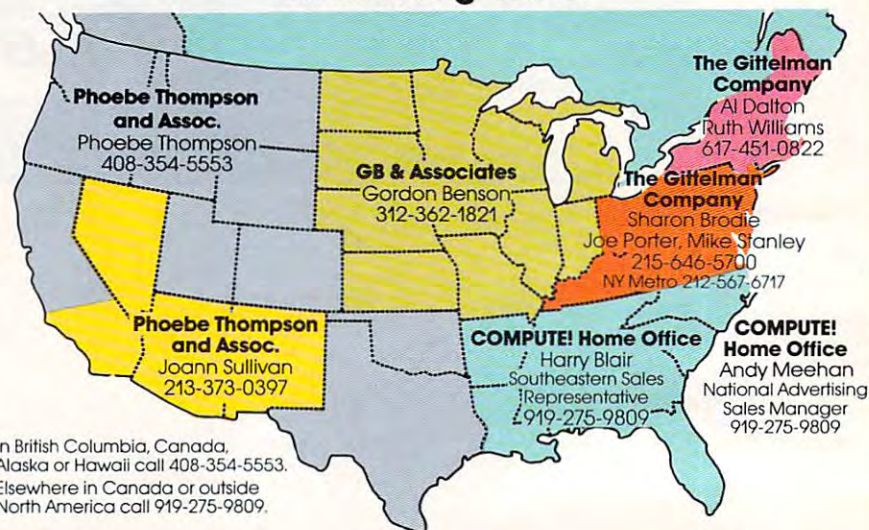 Phoebe Thompson
and Assoc.
Phoebe Thompson
408-354-5553
GB & Associates
Gordon Benson
312-362-1821
The Gittelman
Company
Al Dalton
Ruth Williams
617-451-0822
The Gittelman
Company
Sharon Brodie
Joe Porter, Mike Stanley
215-646-5700
NY Metro 212-567-6717
Phoebe Thompson
and Assoc.
Joann Sullivan
213-373-0397
COMPUTE! Home Office
Harry Blair
Southeastern Sales
Representative
919-275-9809
COMPUTE!
Home Office
Andy Meehan
National Advertising
Sales Manager
919-275-9809
In British Columbia, Canada,
Alaska or Hawaii call 408-354-5553.
Elsewhere in Canada or outside
North America call 919-275-9809.